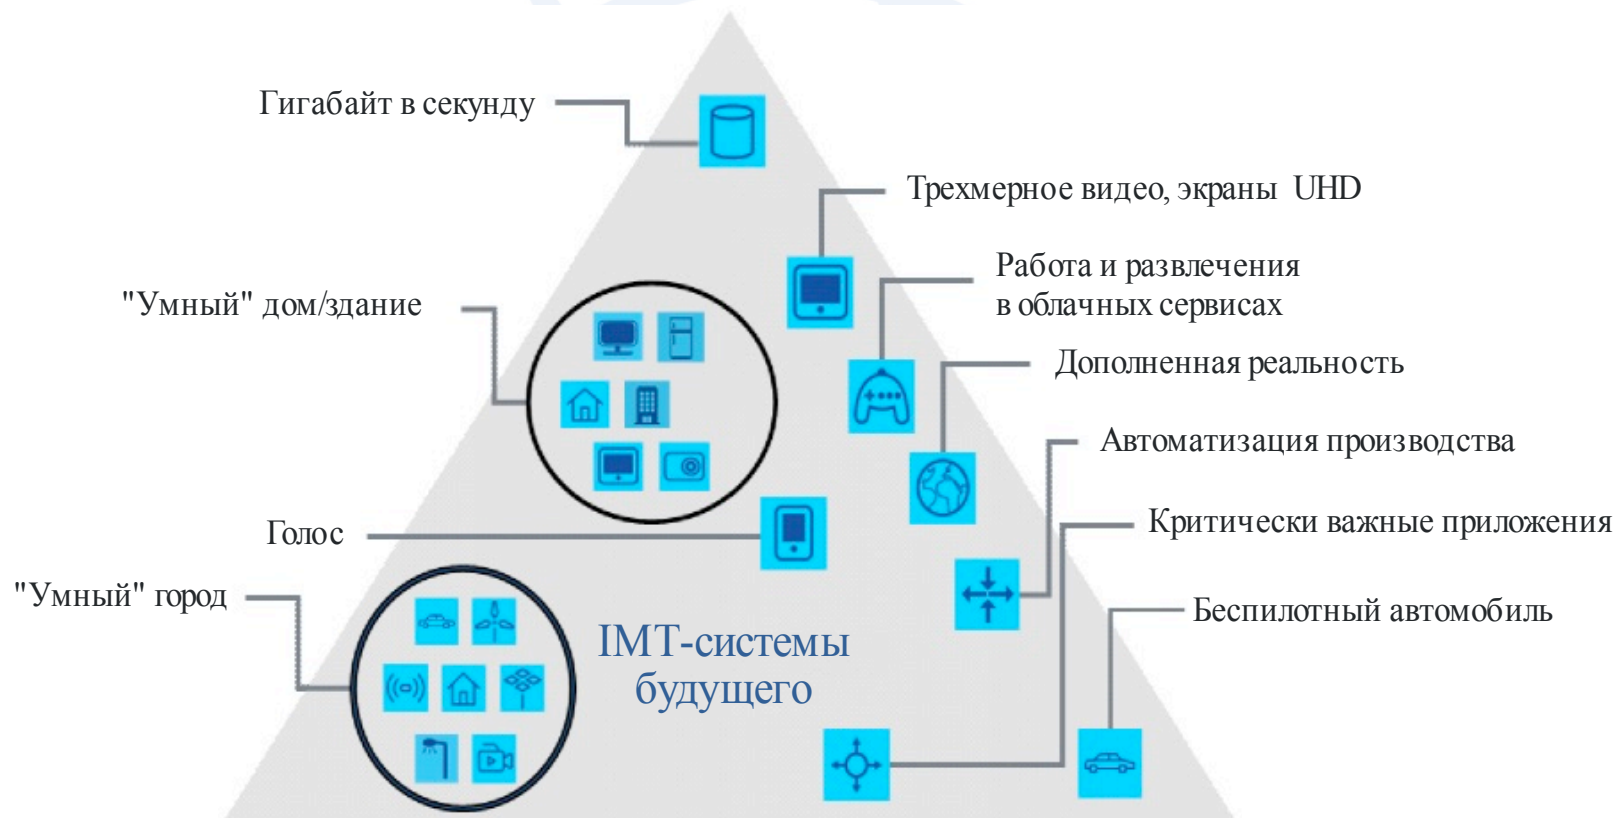 Гигабайт в секунду
Трехмерное видео, экраны UHD
Работа и развлечения
в облачных сервисах
"Умный" дом/здание
Дополненная реальность
Автоматизация производства
Критически важные приложения
Голос
"Умный" город
Беспилотный автомобиль
IMT-системы
будущего